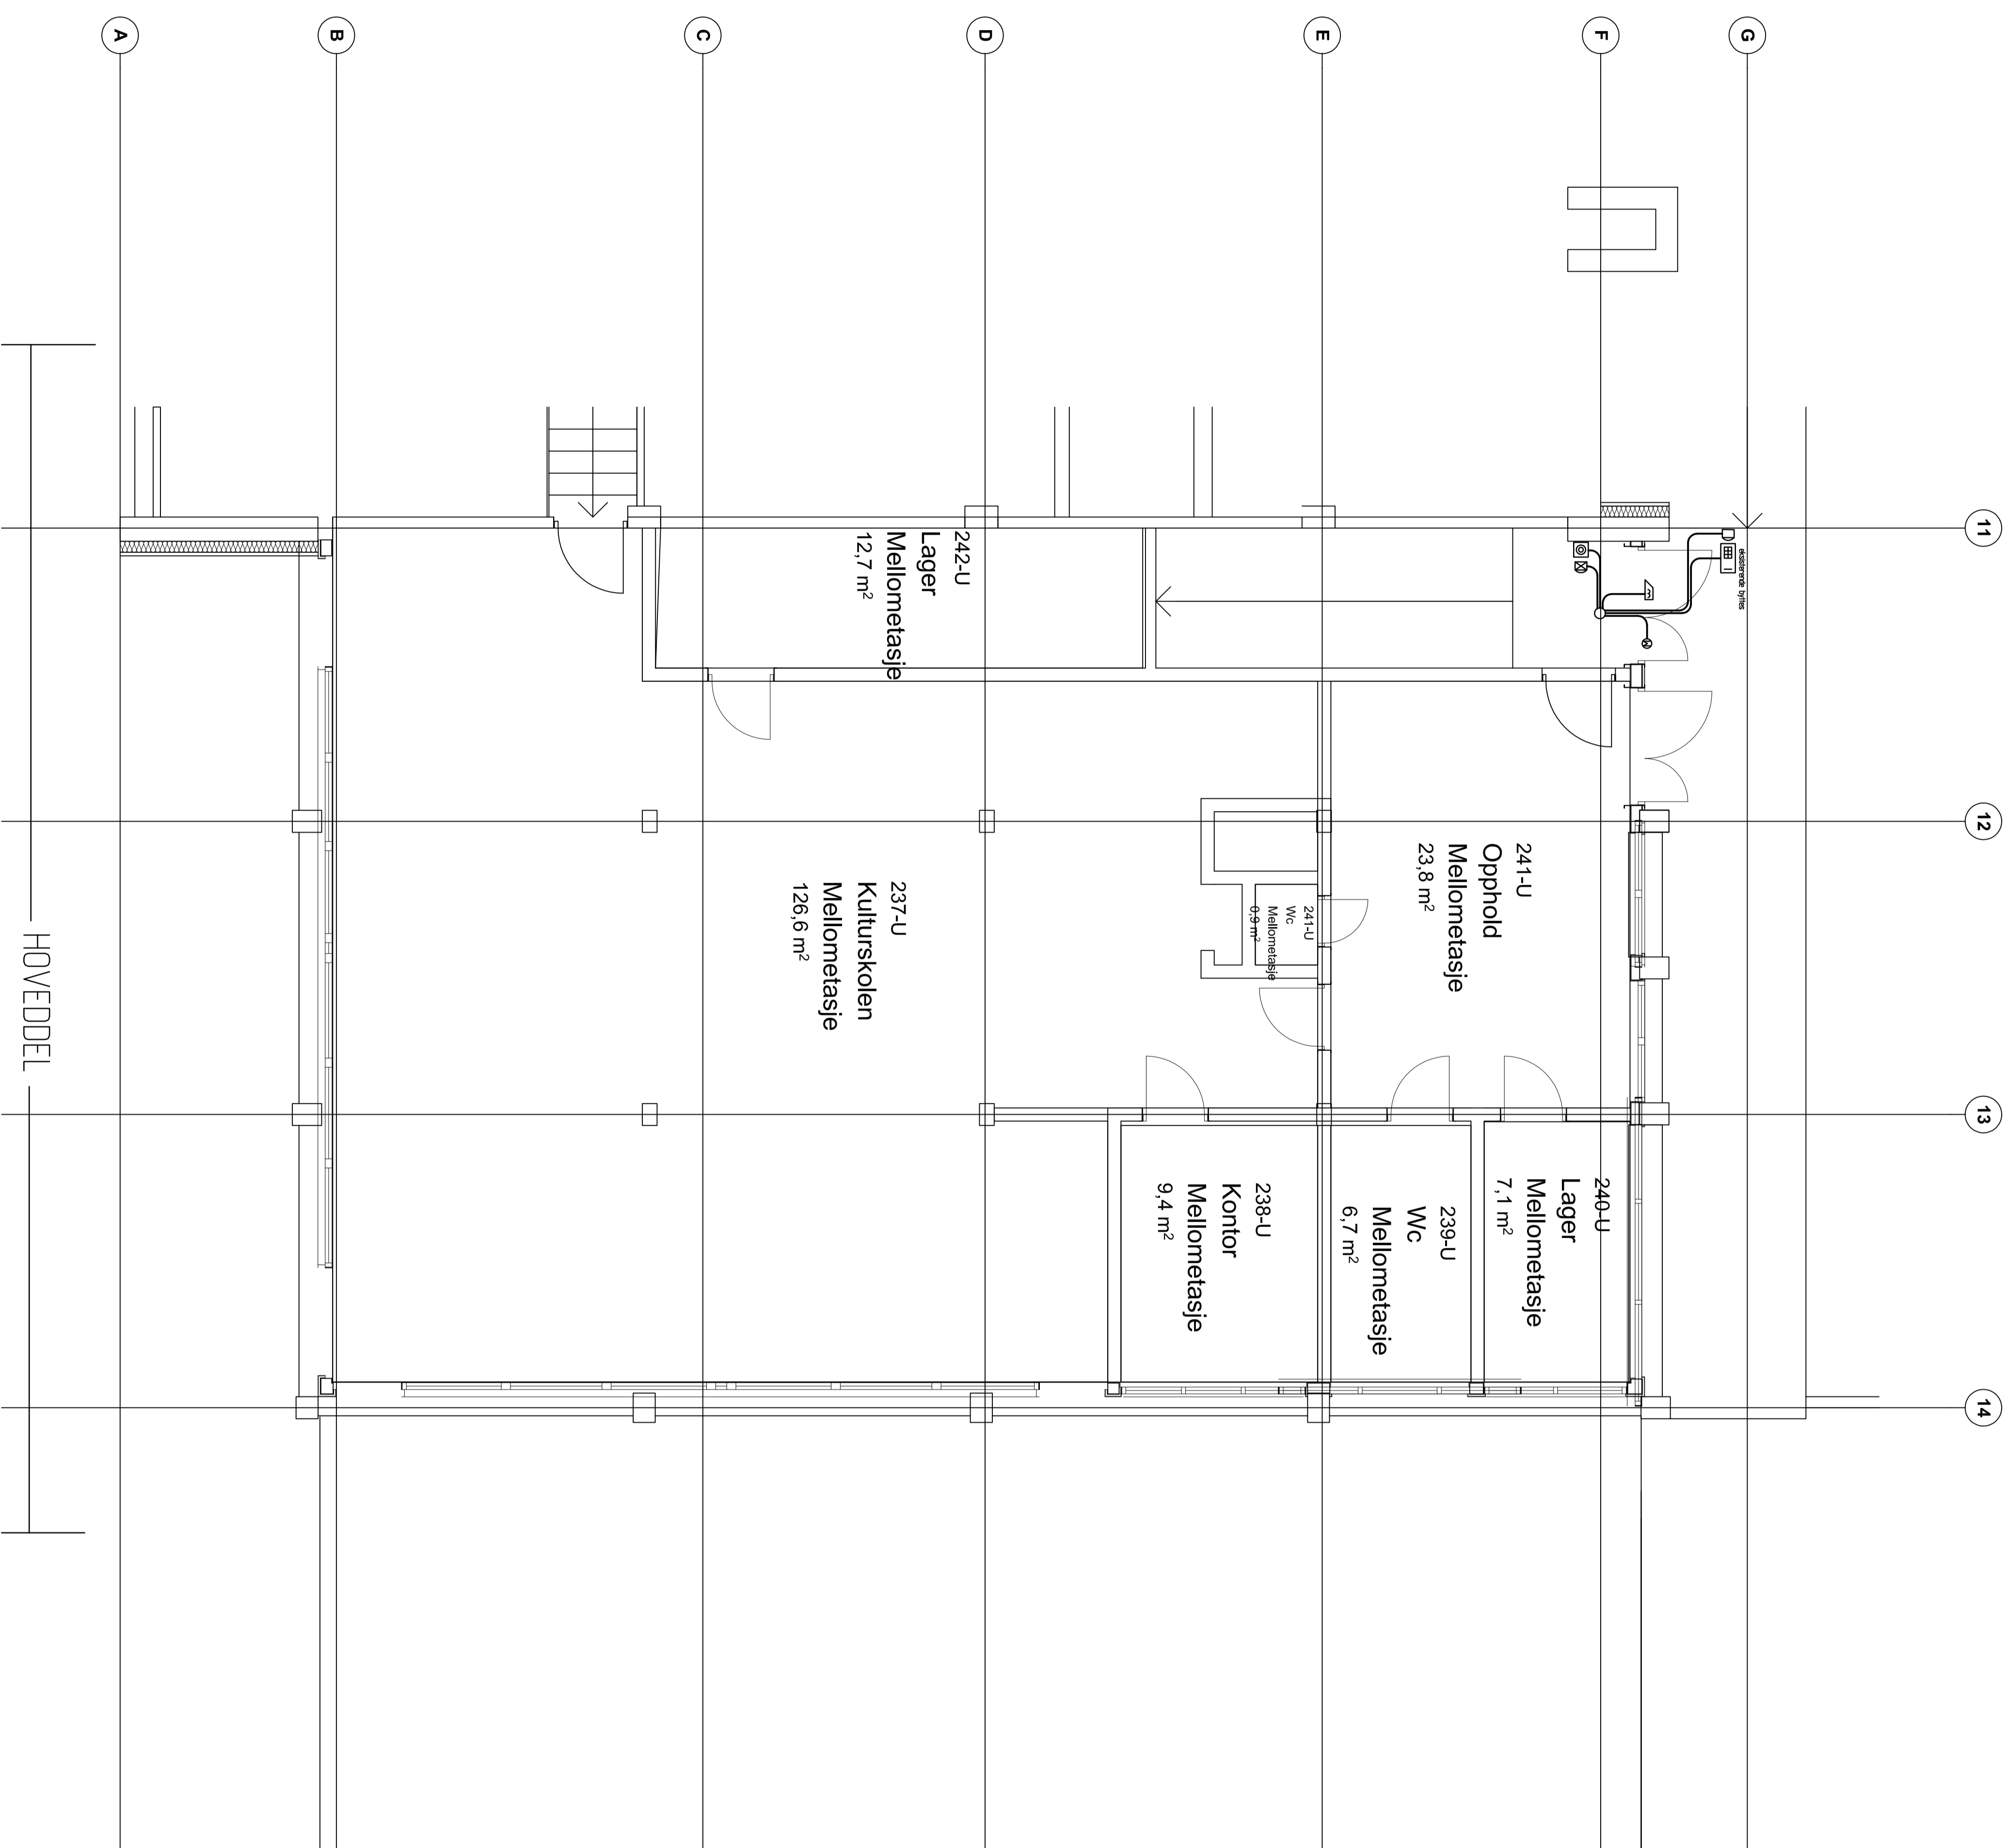 A
B
C
D
E
F
G
11
12
13
14
eksisterende byttes
242-U
Lager
Mellometasje
12,7 m²
241-U
Opphold
Mellometasje
23,8 m²
237-U
Kulturskolen
Mellometasje
126,6 m²
241-U
Wc
Mellometasje
0,9 m²
240-U
Lager
Mellometasje
7,1 m²
239-U
Wc
Mellometasje
6,7 m²
238-U
Kontor
Mellometasje
9,4 m²
HOVEDDEL